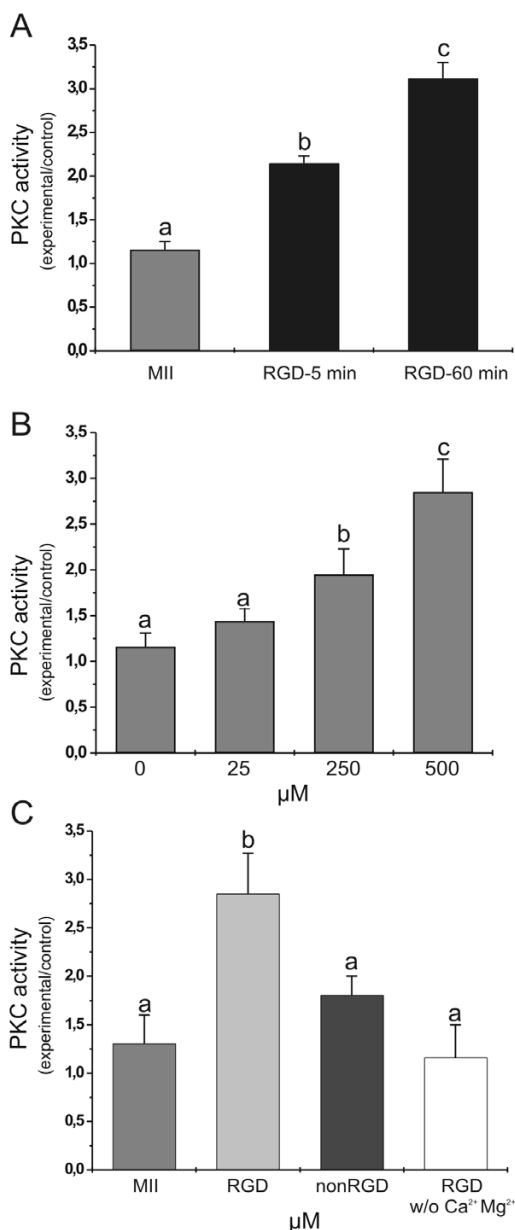 A
PKC activity
(experimental/control)
3,5
3,0
2,5
2,0
1,5
1,0
0,5
0,0
a
b
c
MII
RGD-5 min
RGD-60 min
B
PKC activity
(experimental/control)
3,5
3,0
2,5
2,0
1,5
1,0
0,5
0,0
a
a
b
c
0
25
250
500
µM
C
PKC activity
(experimental/control)
3,5
3,0
2,5
2,0
1,5
1,0
0,5
0,0
a
b
a
a
MII
RGD
nonRGD
RGD
w/o Ca²⁺ Mg²⁺
µM